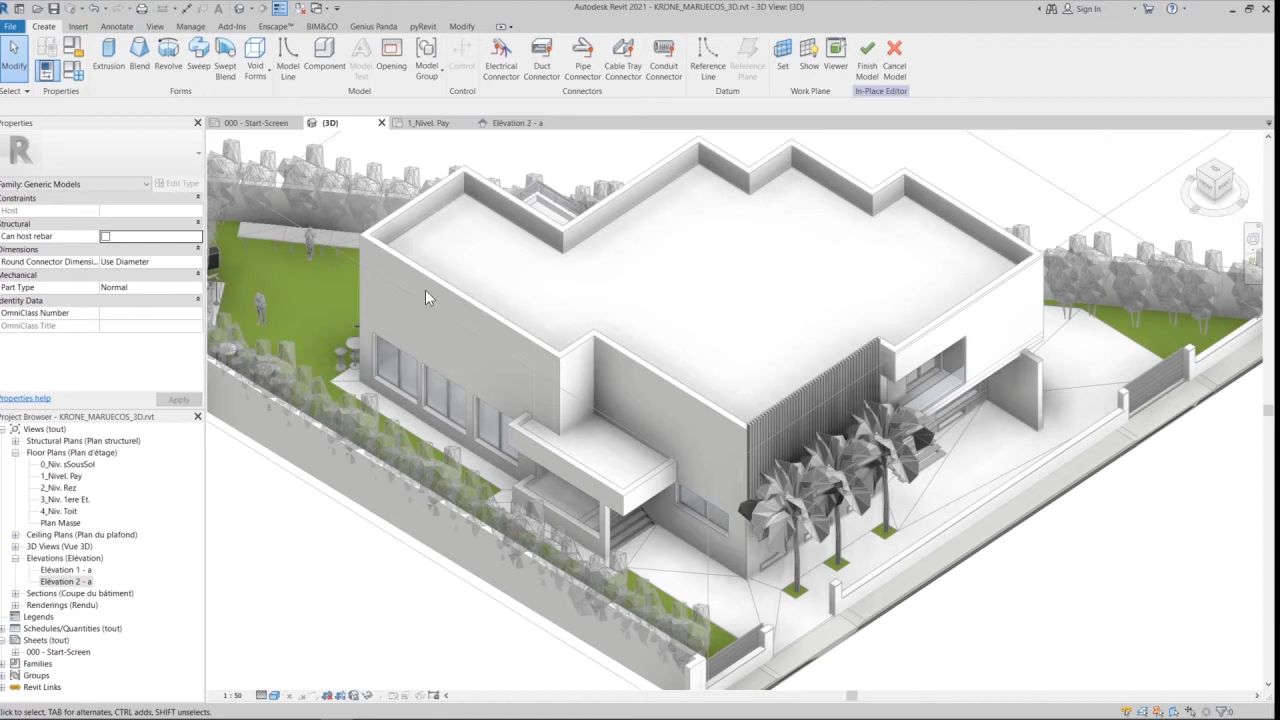 Autodesk Revit 2021 - KRONE_MARUECOS_3D.rvt - 3D View: {3D}
Sign In
File Create Insert Annotate View Manage Add-Ins Enscape™ BIM&CO Genius Panda pyRevit Modify
Modify
Extrusion Blend Revolve Sweep Swept Blend Void Forms
Model Line Component Model Text Opening Model Group Control
Electrical Connector Duct Connector Pipe Connector Cable Tray Connector Conduit Connector
Reference Line Reference Plane Set Show Viewer Finish Model Cancel Model
Select Properties Forms Model Control Connectors Datum Work Plane In-Place Editor
Properties
000 - Start-Screen {3D} 1_Nivel. Pay Elévation 2 - a
R
Family: Generic Models Edit Type
Constraints
Host
Structural
Can host rebar
Dimensions
Round Connector Dimensi... Use Diameter
Mechanical
Part Type Normal
Identity Data
OmniClass Number
OmniClass Title
Properties help Apply
Project Browser - KRONE_MARUECOS_3D.rvt
Views (tout)
Structural Plans (Plan structurel)
Floor Plans (Plan d'étage)
0_Niv. sSousSol
1_Nivel. Pay
2_Niv. Rez
3_Niv. 1ere Et.
4_Niv. Toit
Plan Masse
Ceiling Plans (Plan du plafond)
3D Views (Vue 3D)
Elevations (Elévation)
Elévation 1 - a
Elévation 2 - a
Sections (Coupe du bâtiment)
Renderings (Rendu)
Legends
Schedules/Quantities (tout)
Sheets (tout)
000 - Start-Screen
Families
Groups
Revit Links
1 : 50
Click to select, TAB for alternates, CTRL adds, SHIFT unselects.
:0